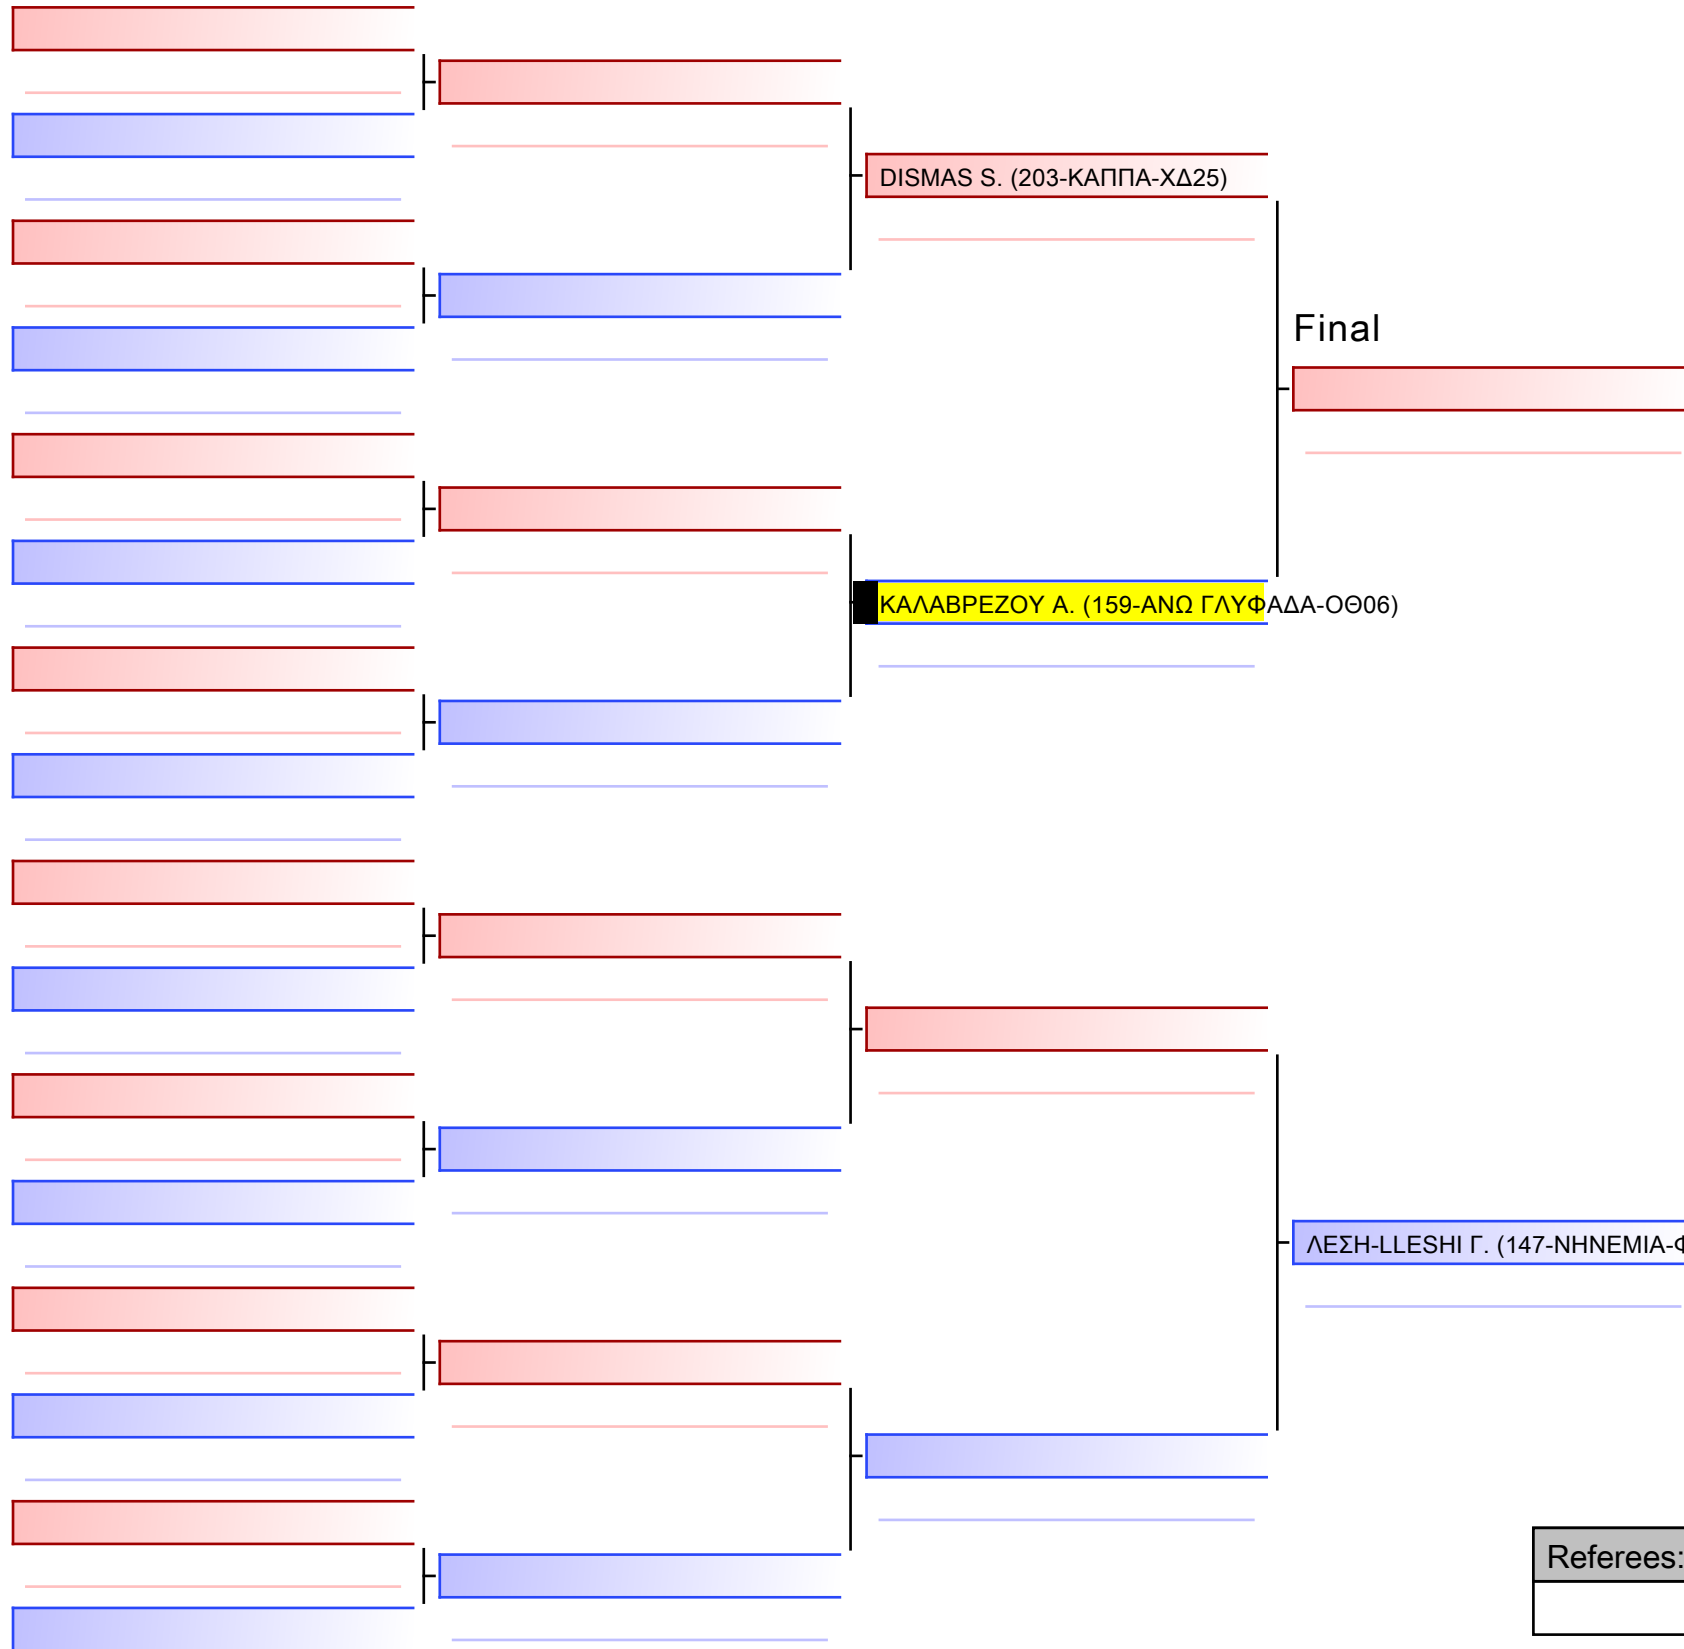 DISMAS S. (203-ΚΑΠΠΑ-ΧΔ25)
Final
ΚΑΛΑΒΡΕΖΟΥ Α. (159-ΑΝΩ ΓΛΥΦΑΔΑ-ΟΘ06)
ΛΕΣΗ-LLESHI Γ. (147-ΝΗΝΕΜΙΑ-
Referees: